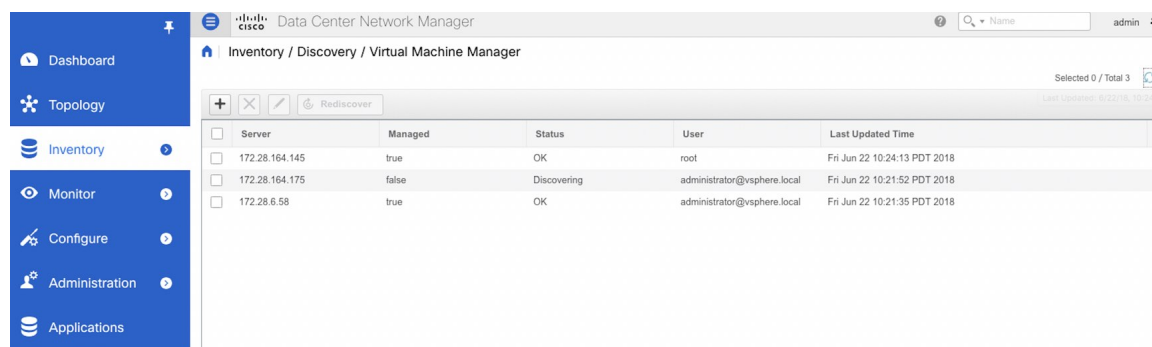 cisco Data Center Network Manager
Name
admin
Inventory / Discovery / Virtual Machine Manager
Dashboard
Topology
Inventory
Monitor
Configure
Administration
Applications
Selected 0 / Total 3
Rediscover
Server Managed Status User Last Updated Time
172.28.164.145 true OK root Fri Jun 22 10:24:13 PDT 2018
172.28.164.175 false Discovering administrator@vsphere.local Fri Jun 22 10:21:52 PDT 2018
172.28.6.58 true OK administrator@vsphere.local Fri Jun 22 10:21:35 PDT 2018